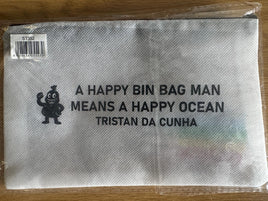 A HAPPY BIN BAG MAN
MEANS A HAPPY OCEAN
TRISTAN DA CUNHA